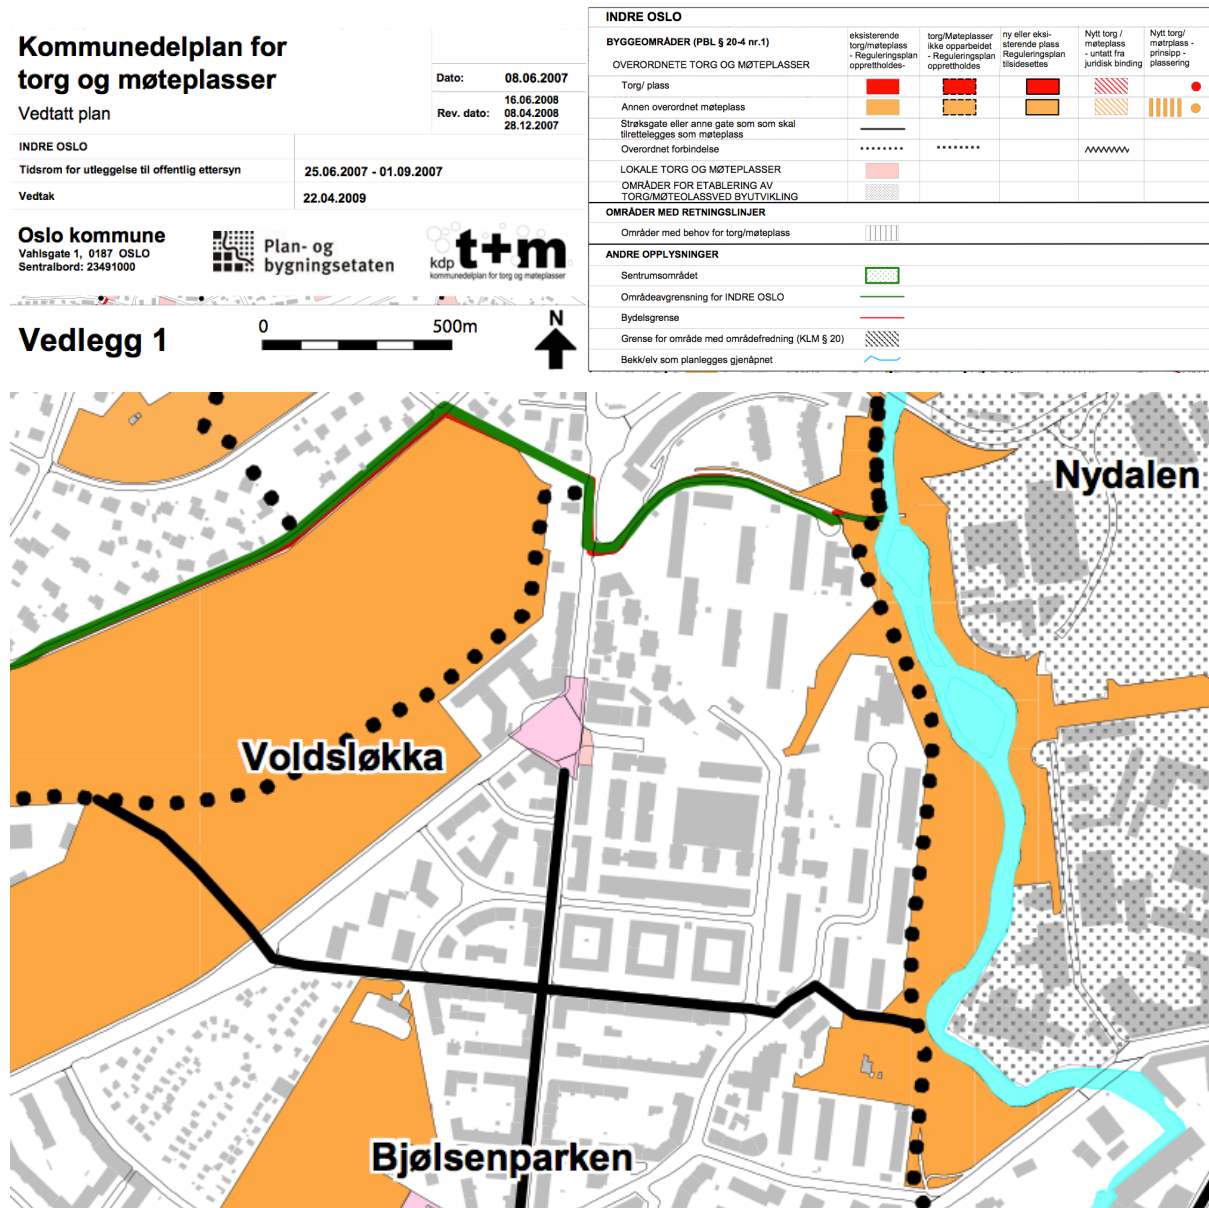 Kommunedelplan for
torg og møteplasser
Vedtatt plan
Dato: 08.06.2007
Rev. dato: 16.06.2008
08.04.2008
28.12.2007
INDRE OSLO
Tidsrom for utleggelse til offentlig ettersyn 25.06.2007 - 01.09.2007
Vedtak 22.04.2009
Oslo kommune
Vahlsgate 1, 0187 OSLO
Sentralbord: 23491000
Plan- og
bygningsetaten
kdp t+m
kommunedelplan for torg og møteplasser
Vedlegg 1
0 500m
N
INDRE OSLO
BYGGEOMRÅDER (PBL § 20-4 nr.1)
OVERORDNETE TORG OG MØTEPLASSER
eksisterende
torg/møteplass
- Reguleringsplan
opprettholdes-
torg/Møteplasser
ikke opparbeidet
- Reguleringsplan
opprettholdes
ny eller eksi-
sterende plass
Reguleringsplan
tilsidesettes
Nytt torg /
møteplass
- untatt fra
juridisk binding
Nytt torg/
møtrplass -
prinsipp -
plassering
Torg/ plass
Annen overordnet møteplass
Strøksgate eller anne gate som som skal
tilrettelegges som møteplass
Overordnet forbindelse
LOKALE TORG OG MØTEPLASSER
OMRÅDER FOR ETABLERING AV
TORG/MØTEOLASSVED BYUTVIKLING
OMRÅDER MED RETNINGSLINJER
Områder med behov for torg/møteplass
ANDRE OPPLYSNINGER
Sentrumsområdet
Områdeavgrensning for INDRE OSLO
Bydelsgrense
Grense for område med områdefredning (KLM § 20)
Bekk/elv som planlegges gjenåpnet
Nydalen
Voldsløkka
Bjølsenparken